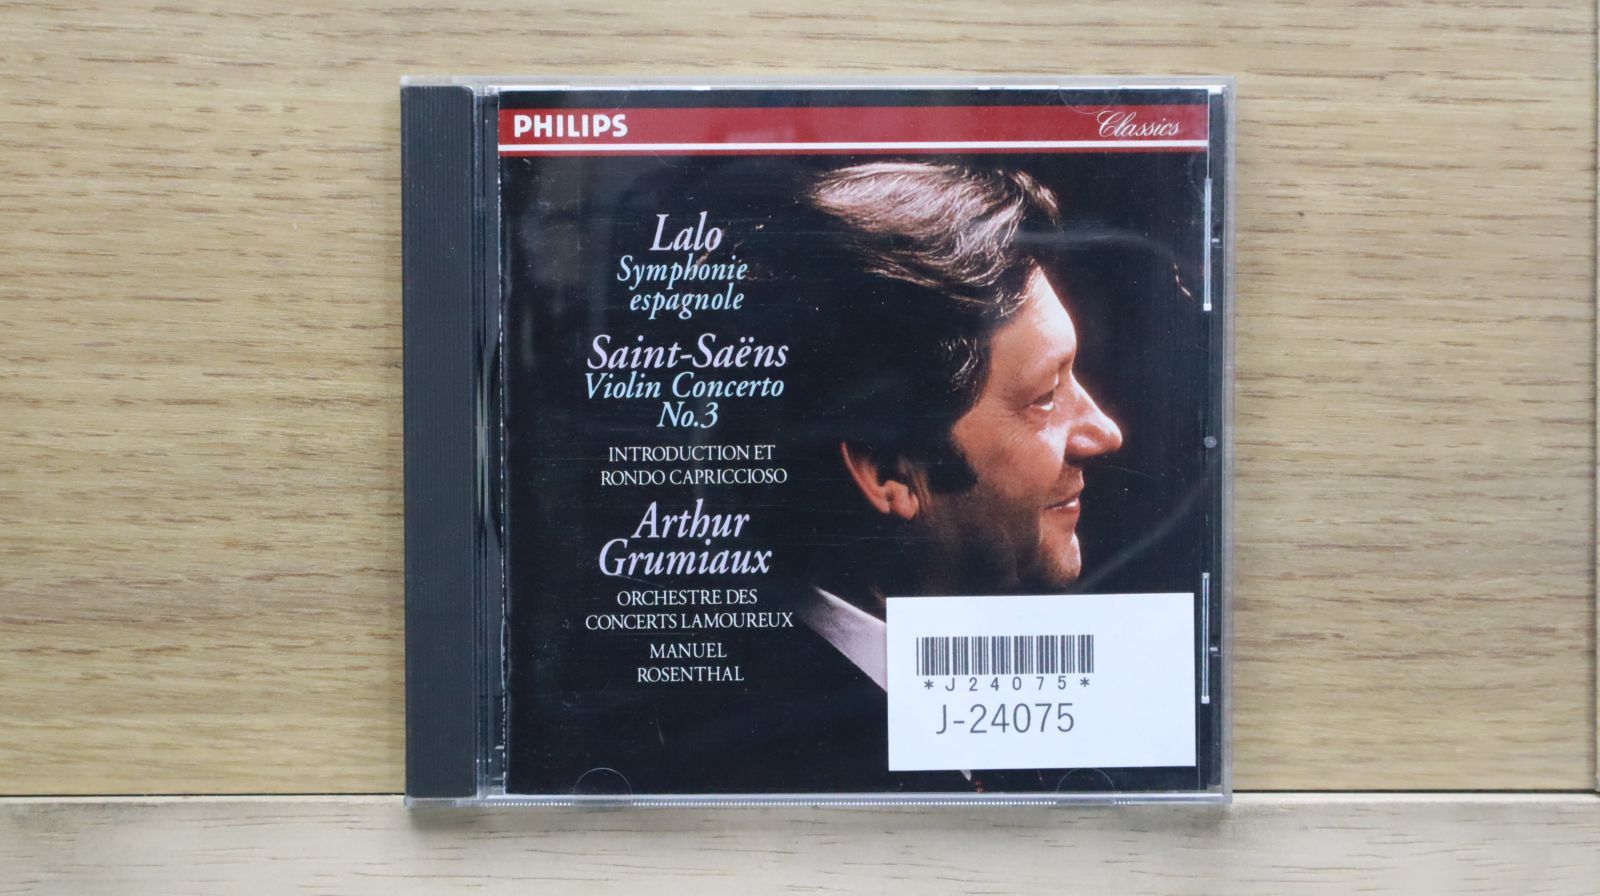 PHILIPS
Classics
Lalo
Symphonie
espagnole
Saint-Saëns
Violin Concerto
No.3
INTRODUCTION ET
RONDO CAPRICCIOSO
Arthur
Grumiaux
ORCHESTRE DES
CONCERTS LAMOUREUX
MANUEL
ROSENTHAL
*J24075*
J-24075